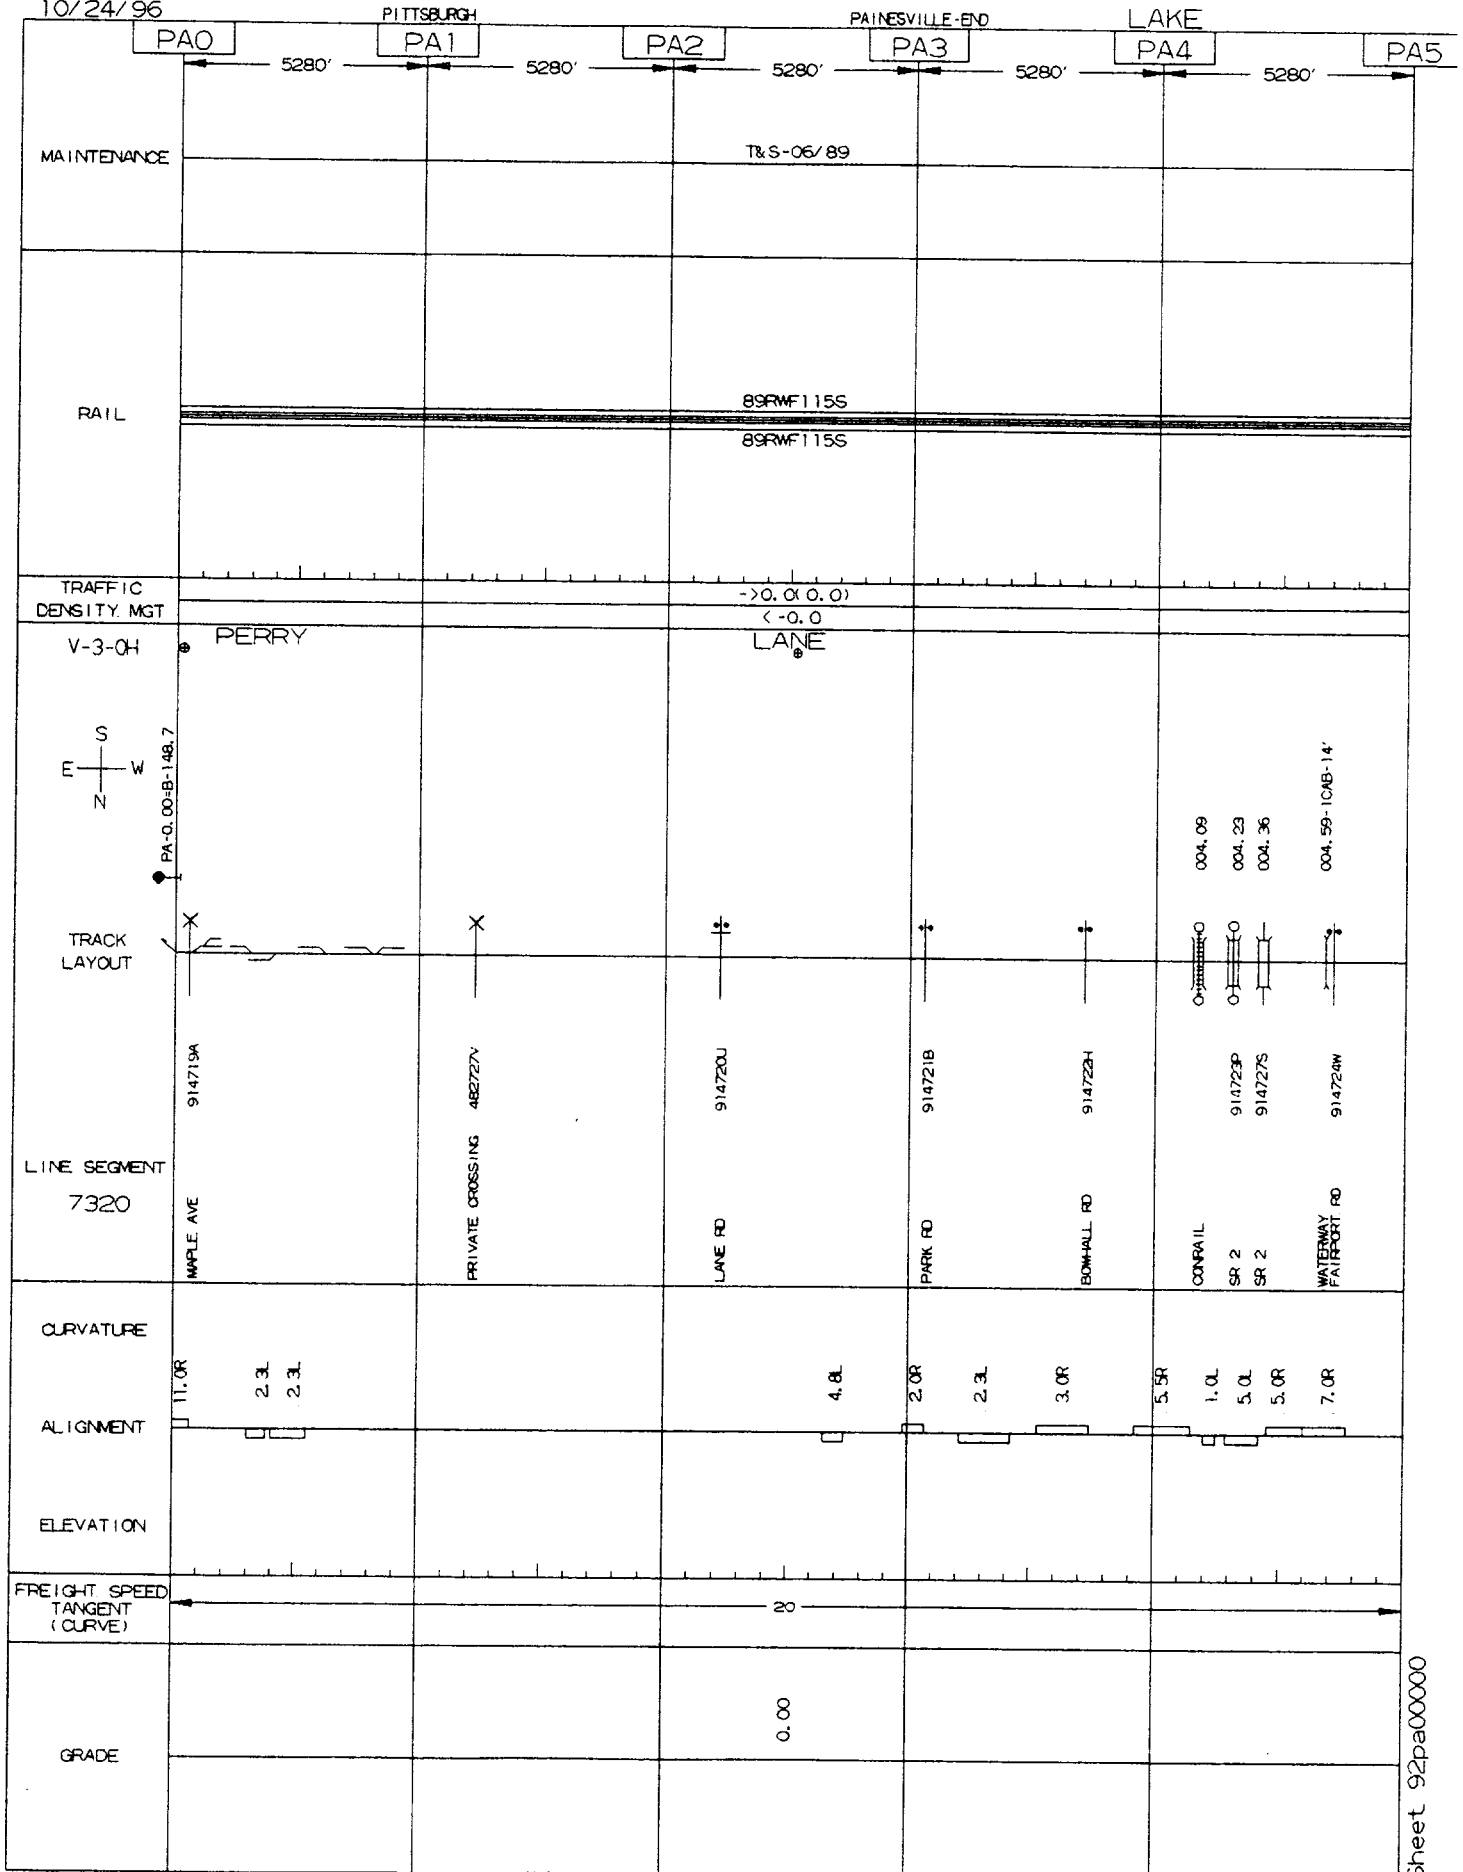 10/24/96
PITTSBURGH
PAINESVILLE-END
LAKE
PA0
PA1
PA2
PA3
PA4
PA5
5280'
5280'
5280'
5280'
5280'
MAINTENANCE
T&S-06/89
RAIL
89RWF115S
89RWF115S
TRAFFIC
DENSITY. MGT
->0.0(0.0)
<-0.0
V-3-OH
PERRY
LANE
S
E
W
N
PA-0.00=B-148.7
004.09
004.23
004.36
004.59-1CAB-14'
TRACK
LAYOUT
914719A
482727V
914720U
914721B
914722H
914723P
914727S
914724W
LINE SEGMENT
7320
MAPLE AVE
PRIVATE CROSSING
LANE RD
PARK RD
BOWHALL RD
CONRAIL
SR 2
SR 2
WATERWAY
FAIRPORT RD
CURVATURE
11.0R
2.3L
2.3L
4.8L
2.0R
2.3L
3.0R
5.5R
1.0L
5.0L
5.0R
7.0R
ALIGNMENT
ELEVATION
FREIGHT SPEED
TANGENT
(CURVE)
20
0.00
GRADE
Sheet 92pa00000